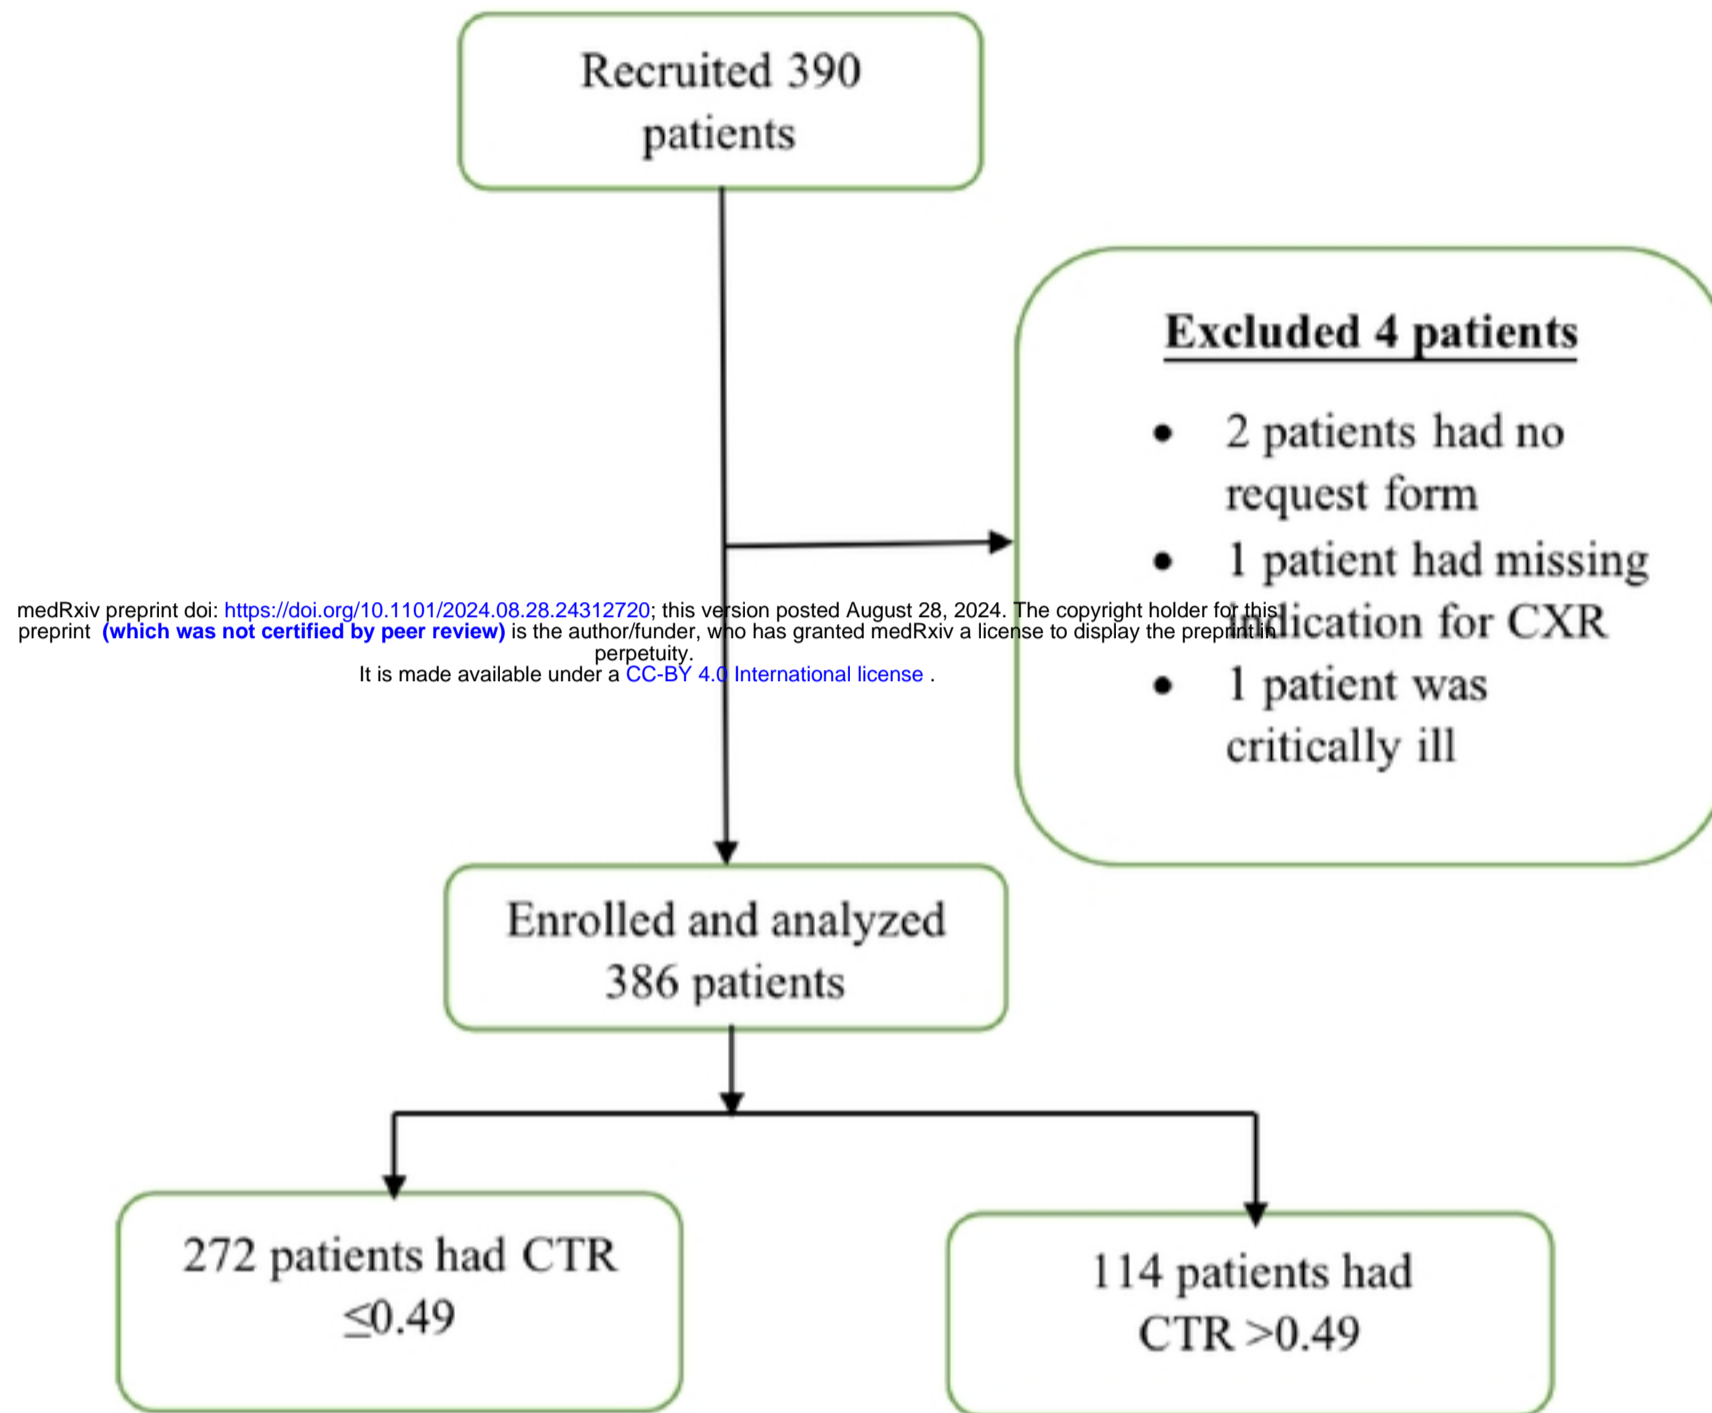 Recruited 390
patients
Excluded 4 patients
• 2 patients had no
request form
• 1 patient had missing
indication for CXR
• 1 patient was
critically ill
medRxiv preprint doi: https://doi.org/10.1101/2024.08.28.24312720; this version posted August 28, 2024. The copyright holder for this
preprint (which was not certified by peer review) is the author/funder, who has granted medRxiv a license to display the preprint in
perpetuity.
It is made available under a CC-BY 4.0 International license .
Enrolled and analyzed
386 patients
272 patients had CTR
≤0.49
114 patients had
CTR >0.49